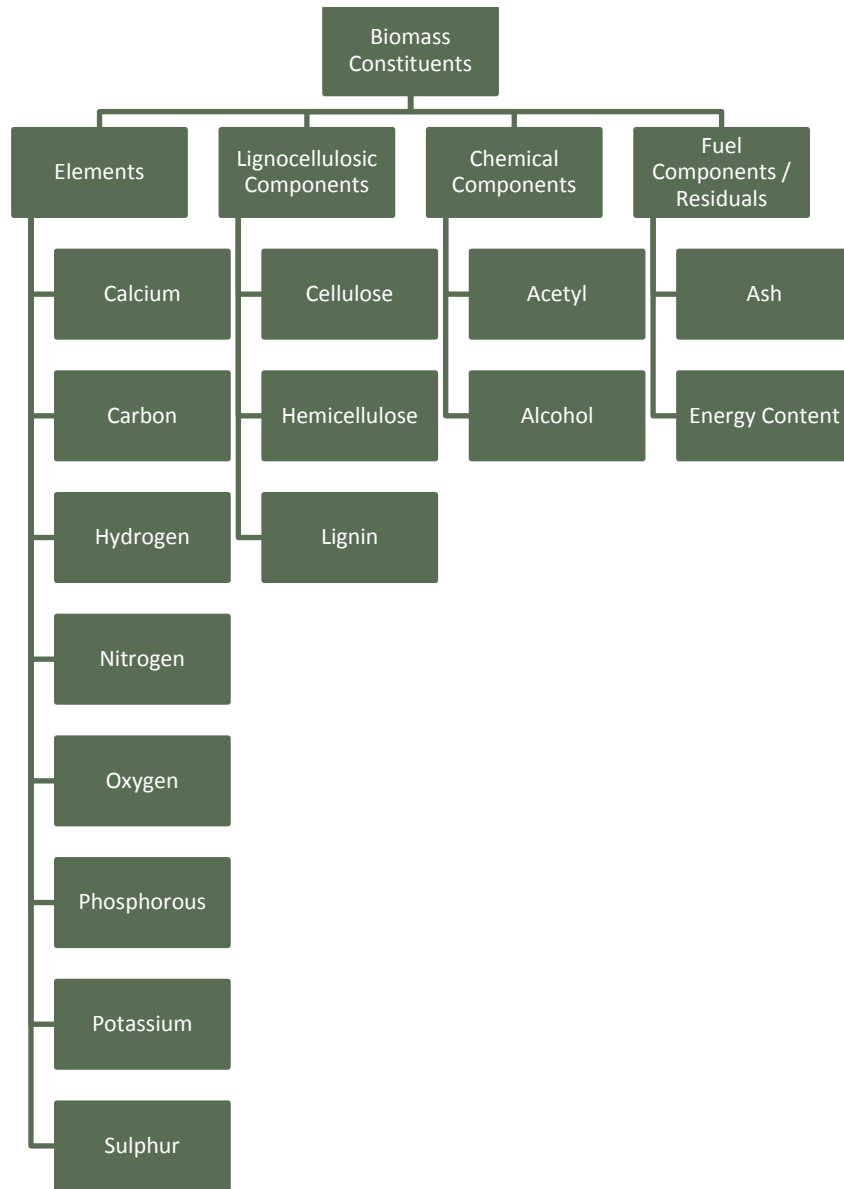 Biomass
Constituents
Elements
Lignocellulosic
Components
Chemical
Components
Fuel
Components /
Residuals
Calcium
Cellulose
Acetyl
Ash
Carbon
Hemicellulose
Alcohol
Energy Content
Hydrogen
Lignin
Nitrogen
Oxygen
Phosphorous
Potassium
Sulphur